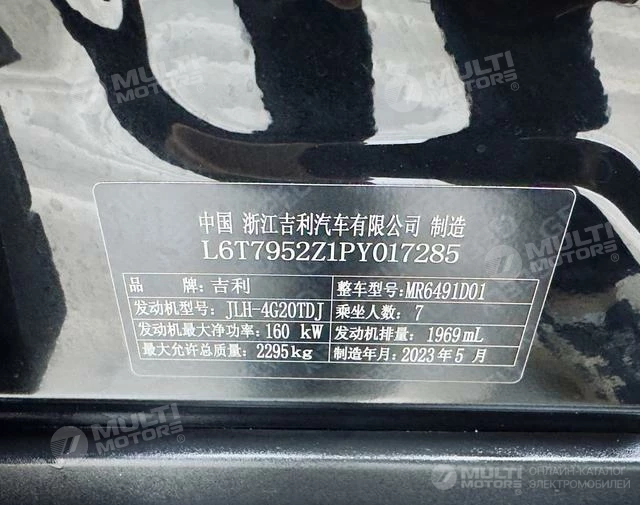 MULTI
MOTORS®
MULTI
MOTORS®
中国 浙江吉利汽车有限公司 制造
L6T7952Z1PY017285
品 牌:吉利 整车型号:MR6491D01
发动机型号:JLH-4G20TDJ 乘坐人数:7
发动机最大净功率:160 kW 发动机排量:1969mL
最大允许总质量:2295kg 制造年月:2023年5月
MULTI
MOTORS®
MULTI
MOTORS®
ОНЛАЙН-КАТАЛОГ
ЭЛЕКТРОМОБИЛЕЙ